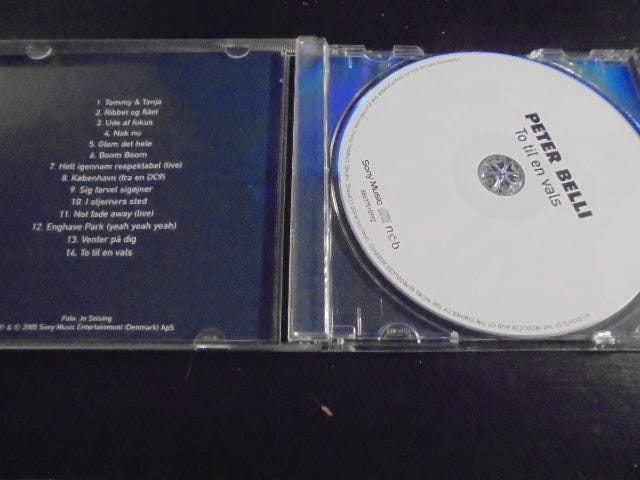 1. Tommy & Tanja
2. Ribbet og flået
3. Ude af fokus
4. Nok nu
5. Glem det hele
6. Boom Boom
7. Helt igennem respektabel (live)
8. København (fra en DC9)
9. Sig farvel sigøjner
10. I stjerners sted
11. Not fade away (live)
12. Enghave Park (yeah yeah yeah)
13. Venter på dig
14. To til en vals
Foto: Jo Selsing
℗ & © 2005 Sony Music Entertainment (Denmark) ApS
PETER BELLI
To til en vals
Sony Music
n©b